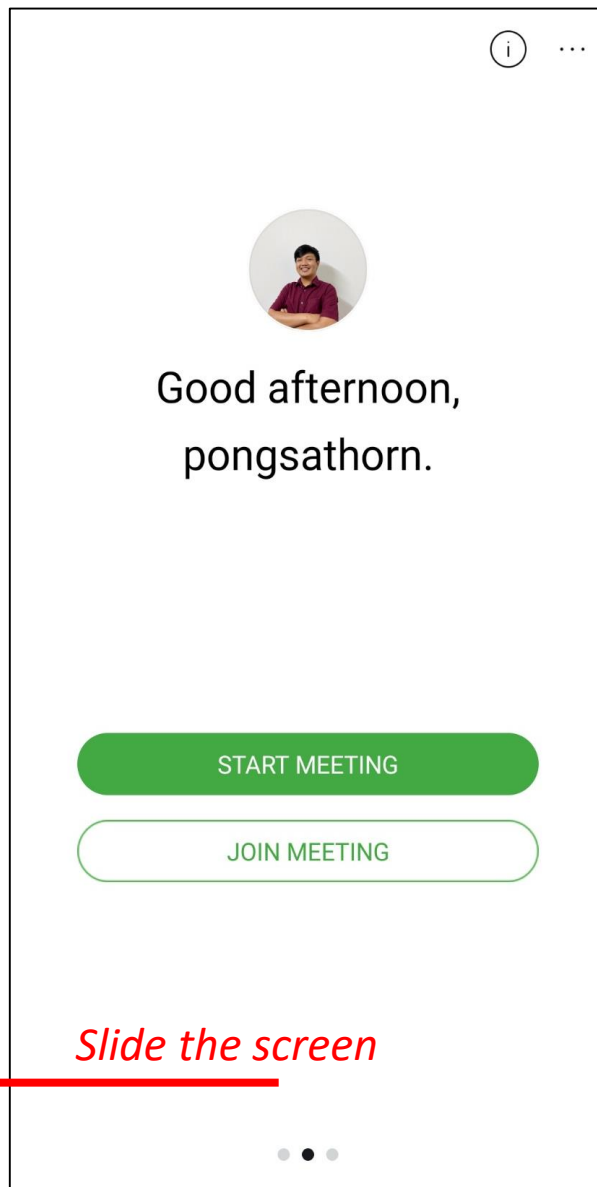 i ...
Good afternoon,
pongsathorn.
START MEETING
JOIN MEETING
Slide the screen